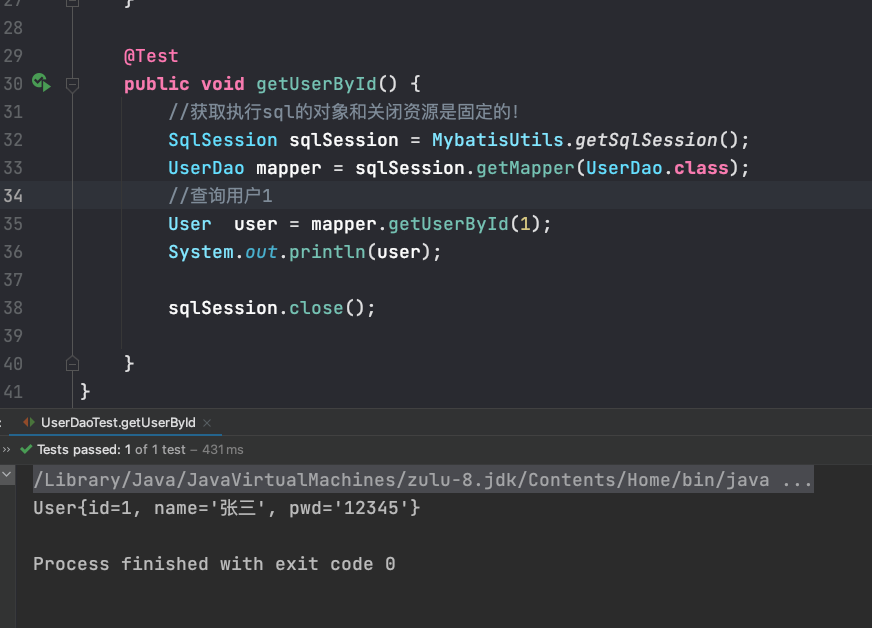 27 }
28
29 @Test
30 public void getUserById() {
31 //获取执行sql的对象和关闭资源是固定的!
32 SqlSession sqlSession = MybatisUtils.getSqlSession();
33 UserDao mapper = sqlSession.getMapper(UserDao.class);
34 //查询用户1
35 User  user = mapper.getUserById(1);
36 System.out.println(user);
37
38 sqlSession.close();
39
40 }
41 }
UserDaoTest.getUserById ×
» Tests passed: 1 of 1 test – 431 ms
/Library/Java/JavaVirtualMachines/zulu-8.jdk/Contents/Home/bin/java ...
User{id=1, name='张三', pwd='12345'}
Process finished with exit code 0